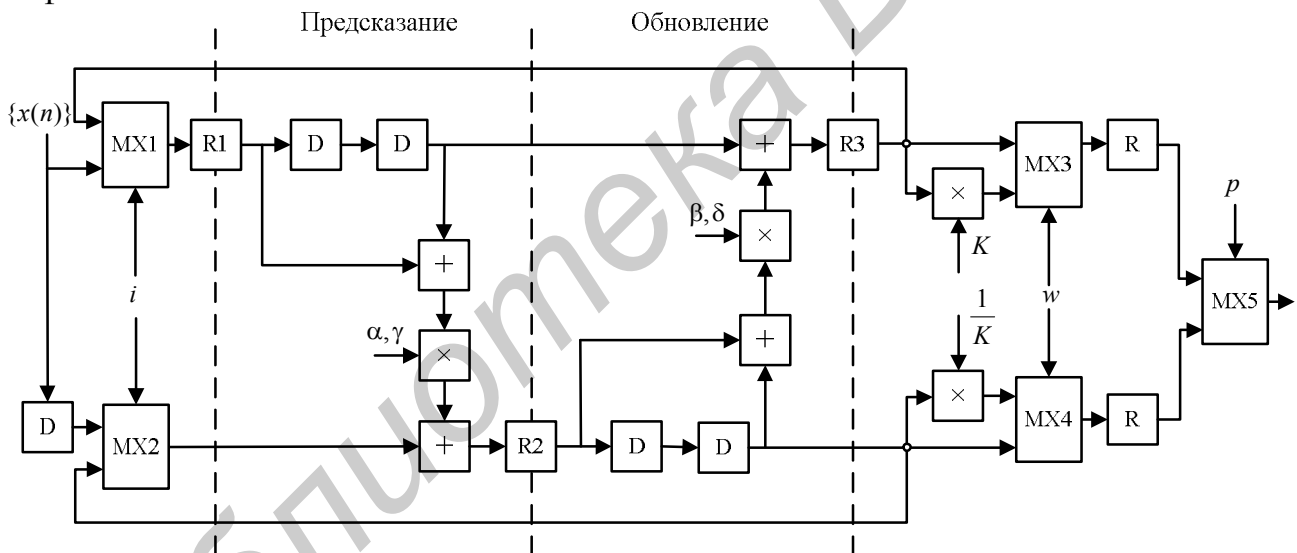 Предсказание
Обновление
{x(n)}
MX1
R1
D
D
+
R3
MX3
R
β,δ
×
×
K
p
+
i
α,γ
×
+
1
K
w
MX5
D
MX2
+
R2
D
D
×
MX4
R